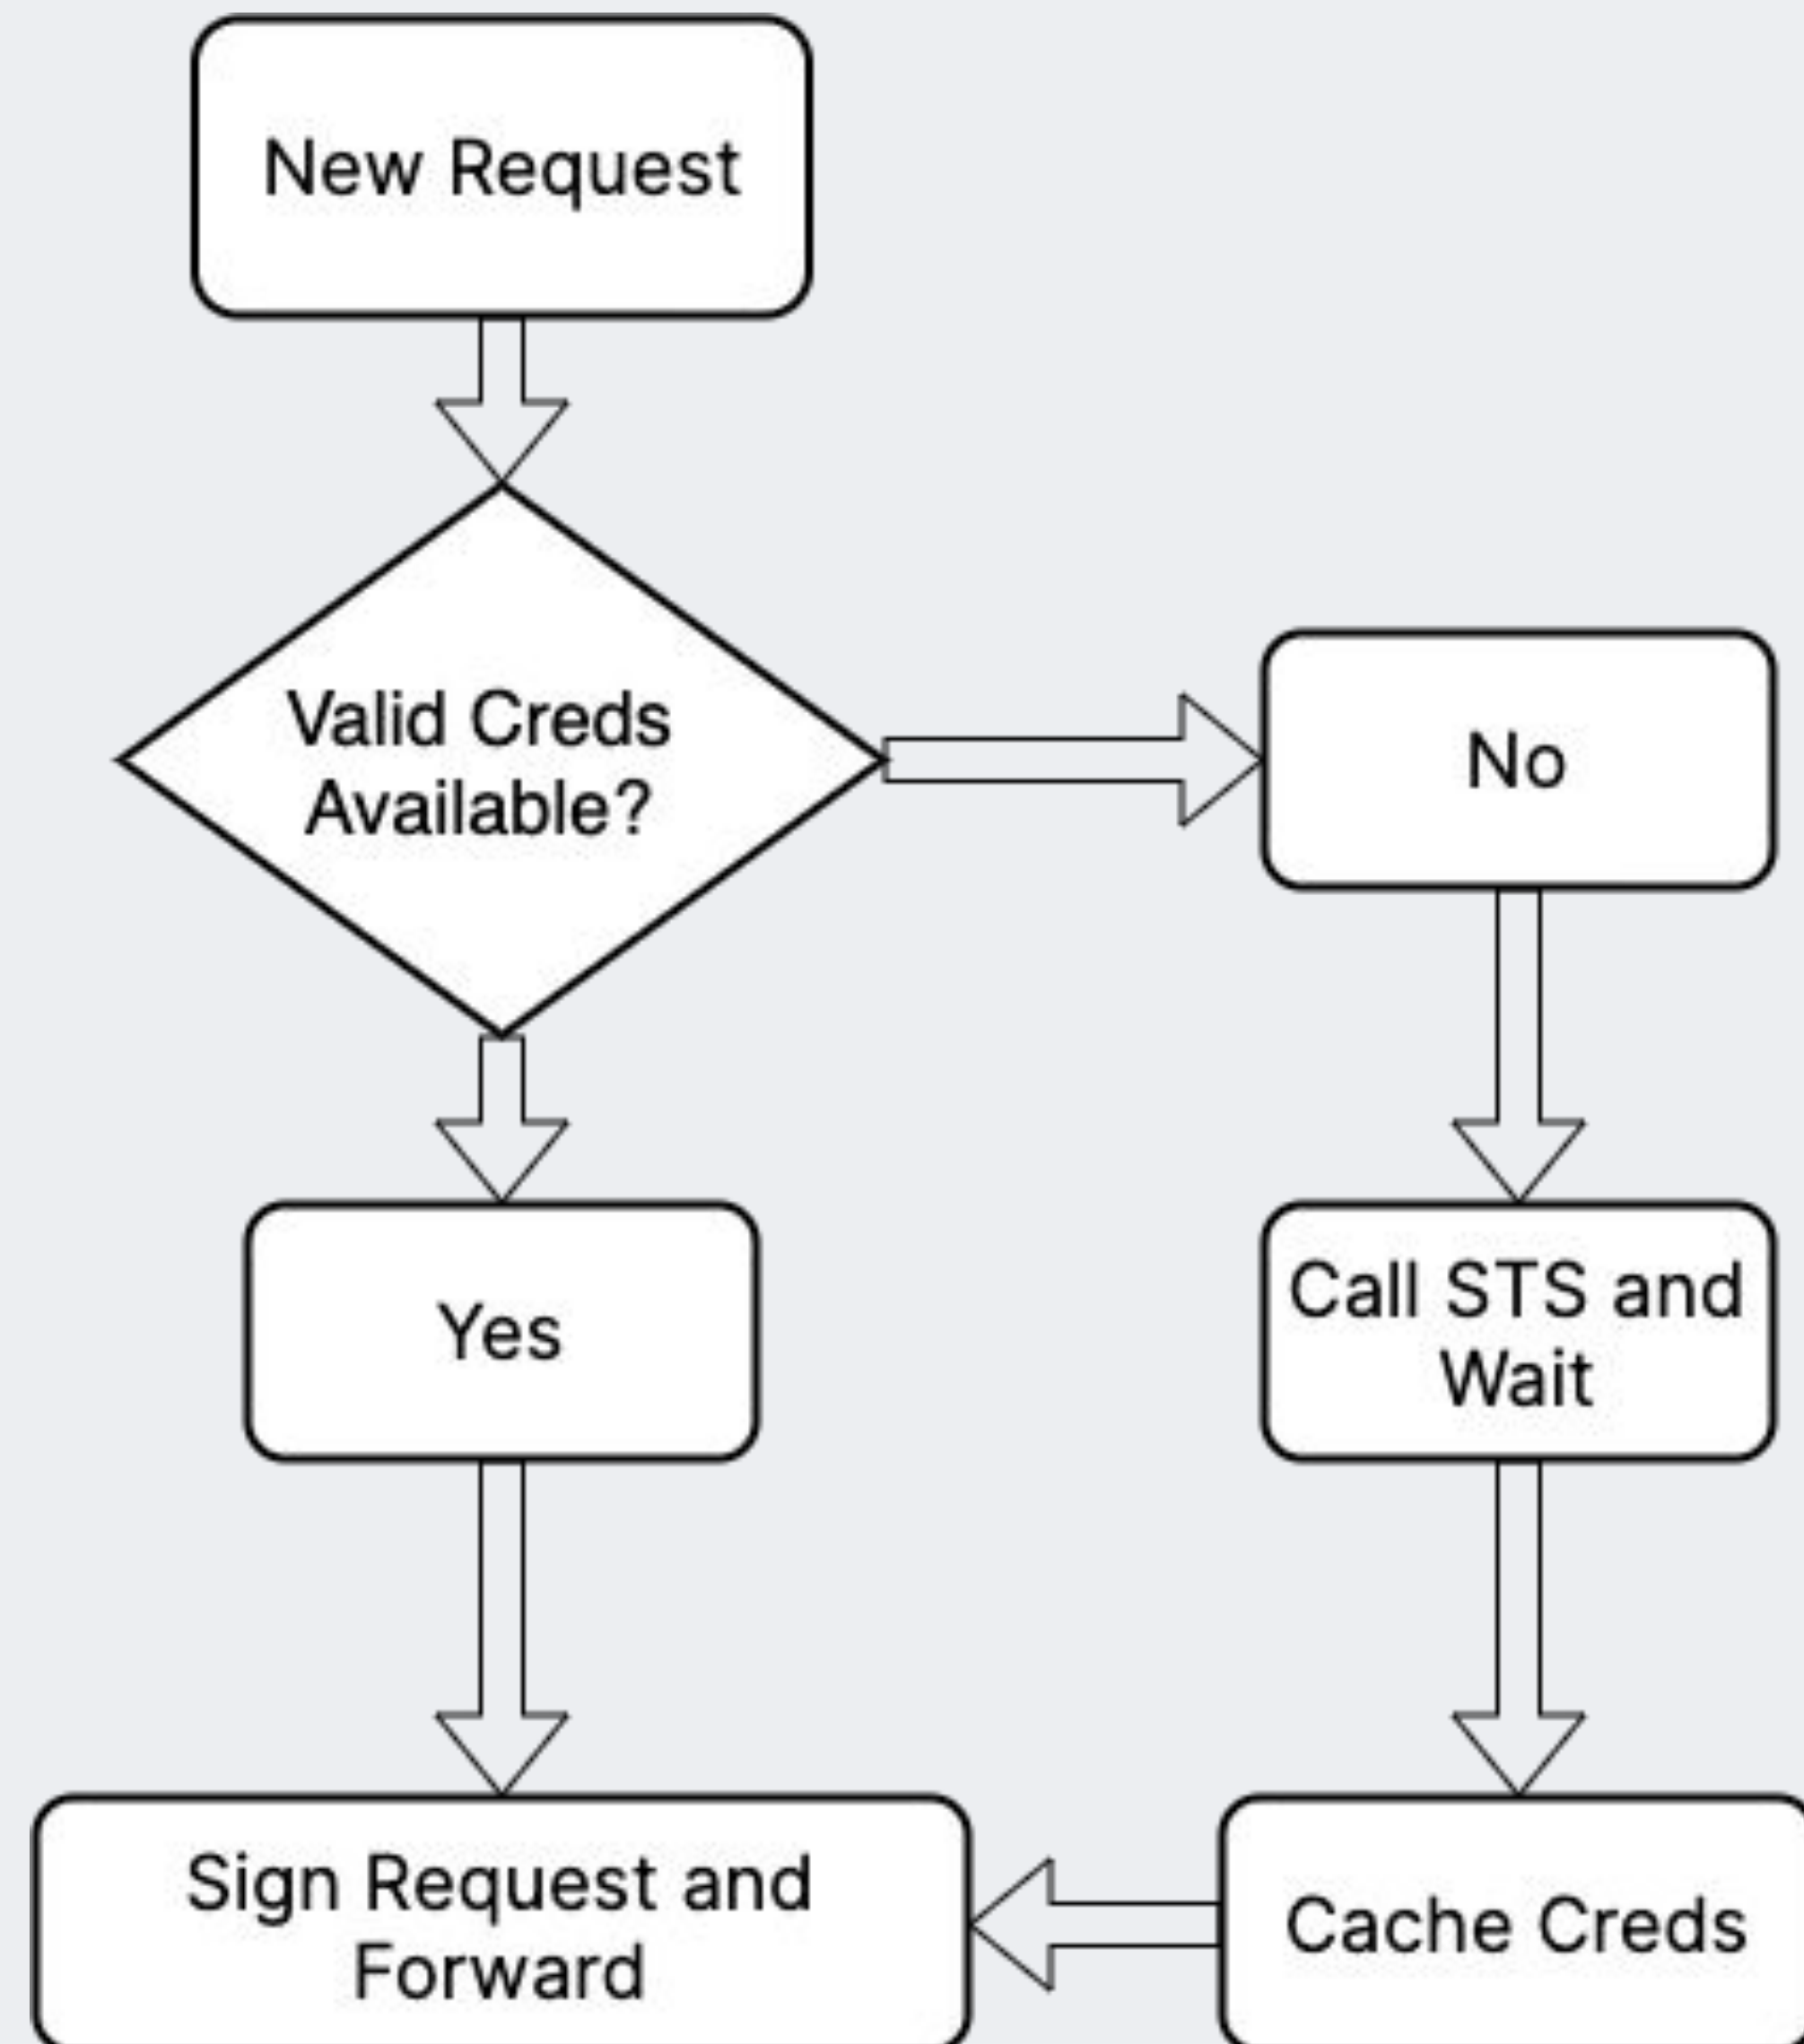 New Request
Valid Creds
Available?
No
Yes
Call STS and
Wait
Sign Request and
Forward
Cache Creds